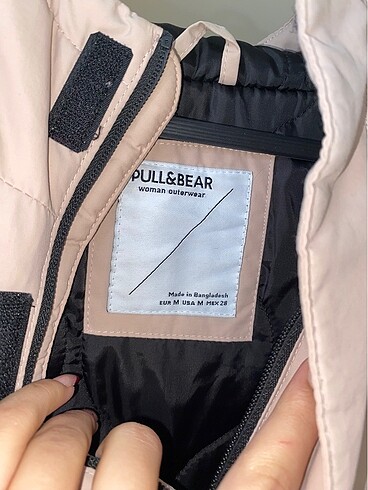 PULL&BEAR
woman outerwear
Made in Bangladesh
EUR M USA M MEX 28